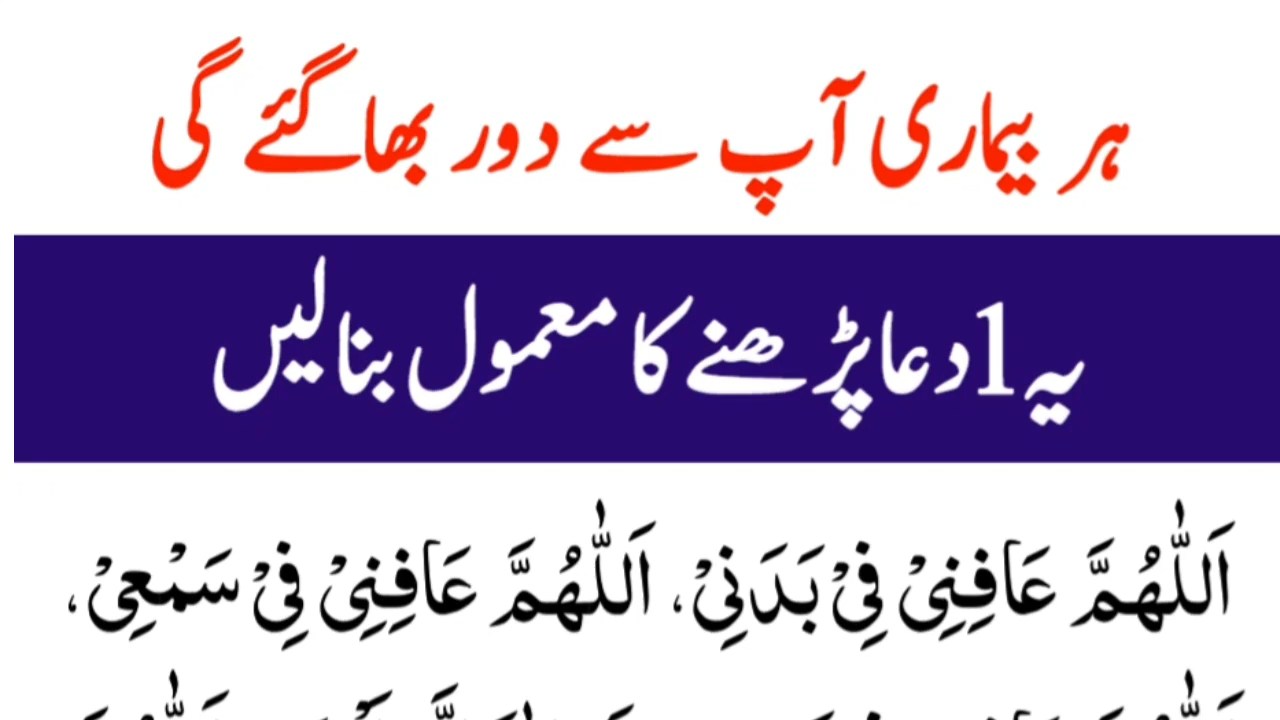 ہر بیماری آپ سے دور بھاگئے گی
یہ 1 دعا پڑھنے کا معمول بنالیں
اَللّٰهُمَّ عَافِنِیْ فِیْ بَدَنِیْ، اَللّٰهُمَّ عَافِنِیْ فِیْ سَمْعِیْ،